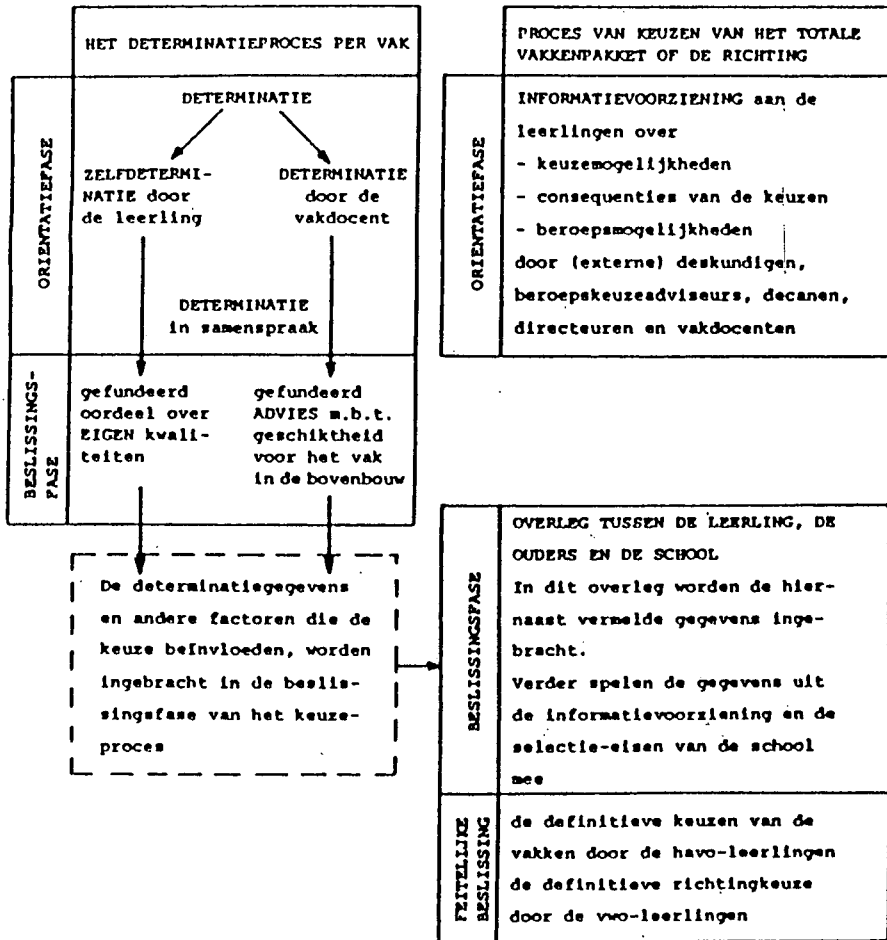 HET DETERMINATIEPROCES PER VAK
ORIENTATIEFASE
DETERMINATIE
ZELFDETERMI-
NATIE door
de leerling
DETERMINATIE
door de
vakdocent
DETERMINATIE
in samenspraak
BESLISSINGS-
FASE
gefundeerd
oordeel over
EIGEN kwali-
teiten
gefundeerd
ADVIES m.b.t.
geschiktheid
voor het vak
in de bovenbouw
De determinatiegegevens
en andere factoren die de
keuze beïnvloeden, worden
ingebracht in de beslis-
singsfase van het keuze-
proces
PROCES VAN KEUZEN VAN HET TOTALE
VAKKENPAKKET OF DE RICHTING
ORIENTATIEFASE
INFORMATIEVOORZIENING aan de
leerlingen over
- keuzemogelijkheden
- consequenties van de keuzen
- beroepsmogelijkheden
door (externe) deskundigen,
beroepskeuzeadviseurs, decanen,
directeuren en vakdocenten
BESLISSINGSFASE
OVERLEG TUSSEN DE LEERLING, DE
OUDERS EN DE SCHOOL
In dit overleg worden de hier-
naast vermelde gegevens inge-
bracht.
Verder spelen de gegevens uit
de informatievoorziening en de
selectie-eisen van de school
mee
FEITELIJKE
BESLISSING
de definitieve keuzen van de
vakken door de havo-leerlingen
de definitieve richtingkeuze
door de vwo-leerlingen